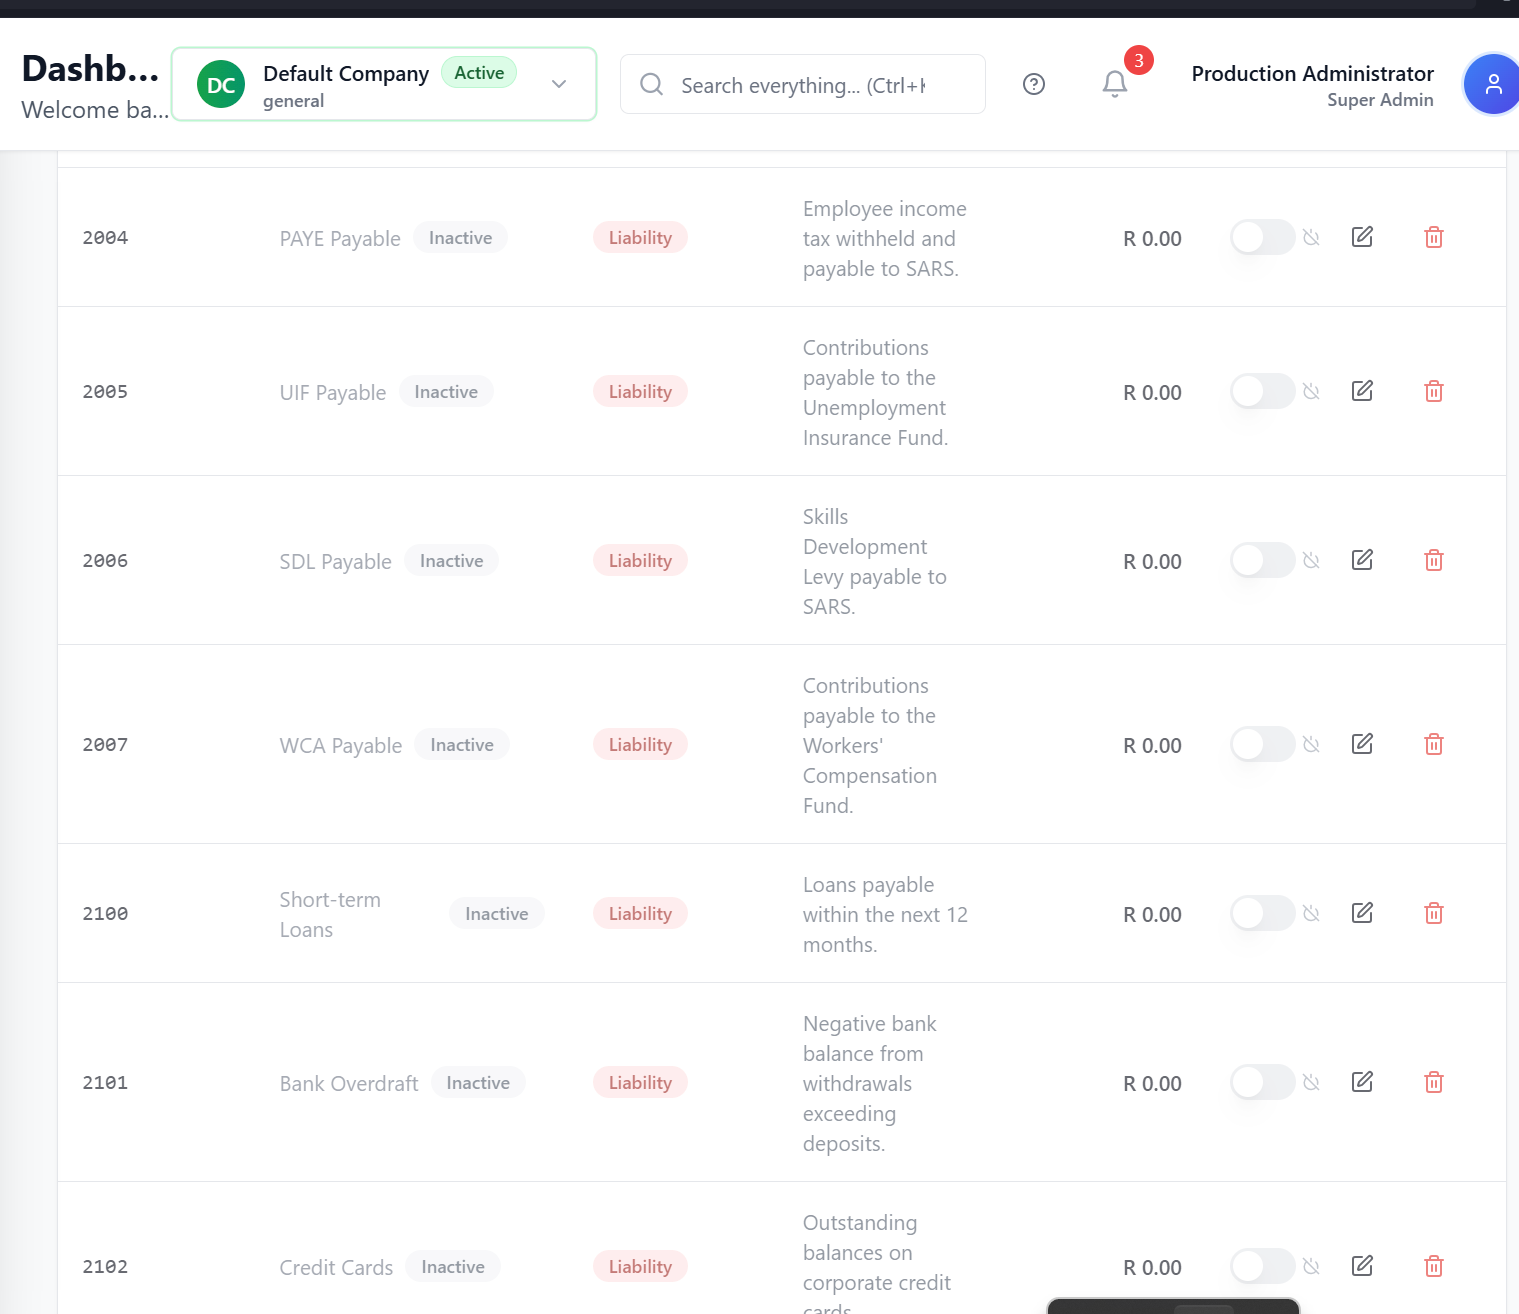 Dashb...
Welcome ba...
DC
Default Company Active
general
Search everything... (Ctrl+K
3
Production Administrator
Super Admin
2004 PAYE Payable Inactive Liability Employee income
tax withheld and
payable to SARS. R 0.00
2005 UIF Payable Inactive Liability Contributions
payable to the
Unemployment
Insurance Fund. R 0.00
2006 SDL Payable Inactive Liability Skills
Development
Levy payable to
SARS. R 0.00
2007 WCA Payable Inactive Liability Contributions
payable to the
Workers'
Compensation
Fund. R 0.00
2100 Short-term
Loans Inactive Liability Loans payable
within the next 12
months. R 0.00
2101 Bank Overdraft Inactive Liability Negative bank
balance from
withdrawals
exceeding
deposits. R 0.00
2102 Credit Cards Inactive Liability Outstanding
balances on
corporate credit
cards R 0.00